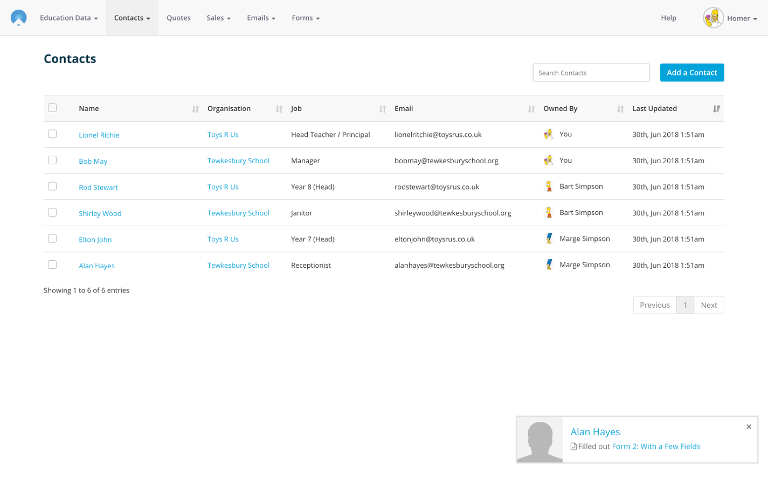 Education Data Contacts Quotes Sales Emails Forms Help Homer
Contacts
Search Contacts Add a Contact
Name Organisation Job Email Owned By Last Updated
Lionel Richie Toys R Us Head Teacher / Principal lionelritchie@toysrus.co.uk You 30th, Jun 2018 1:51am
Bob May Tewkesbury School Manager bobmay@tewkesburyschool.org You 30th, Jun 2018 1:51am
Rod Stewart Toys R Us Year 8 (Head) rodstewart@toysrus.co.uk Bart Simpson 30th, Jun 2018 1:51am
Shirley Wood Tewkesbury School Janitor shirleywood@tewkesburyschool.org Bart Simpson 30th, Jun 2018 1:51am
Elton John Toys R Us Year 7 (Head) eltonjohn@toysrus.co.uk Marge Simpson 30th, Jun 2018 1:51am
Alan Hayes Tewkesbury School Receptionist alanhayes@tewkesburyschool.org Marge Simpson 30th, Jun 2018 1:51am
Showing 1 to 6 of 6 entries
Previous 1 Next
Alan Hayes
Filled out Form 2: With a Few Fields